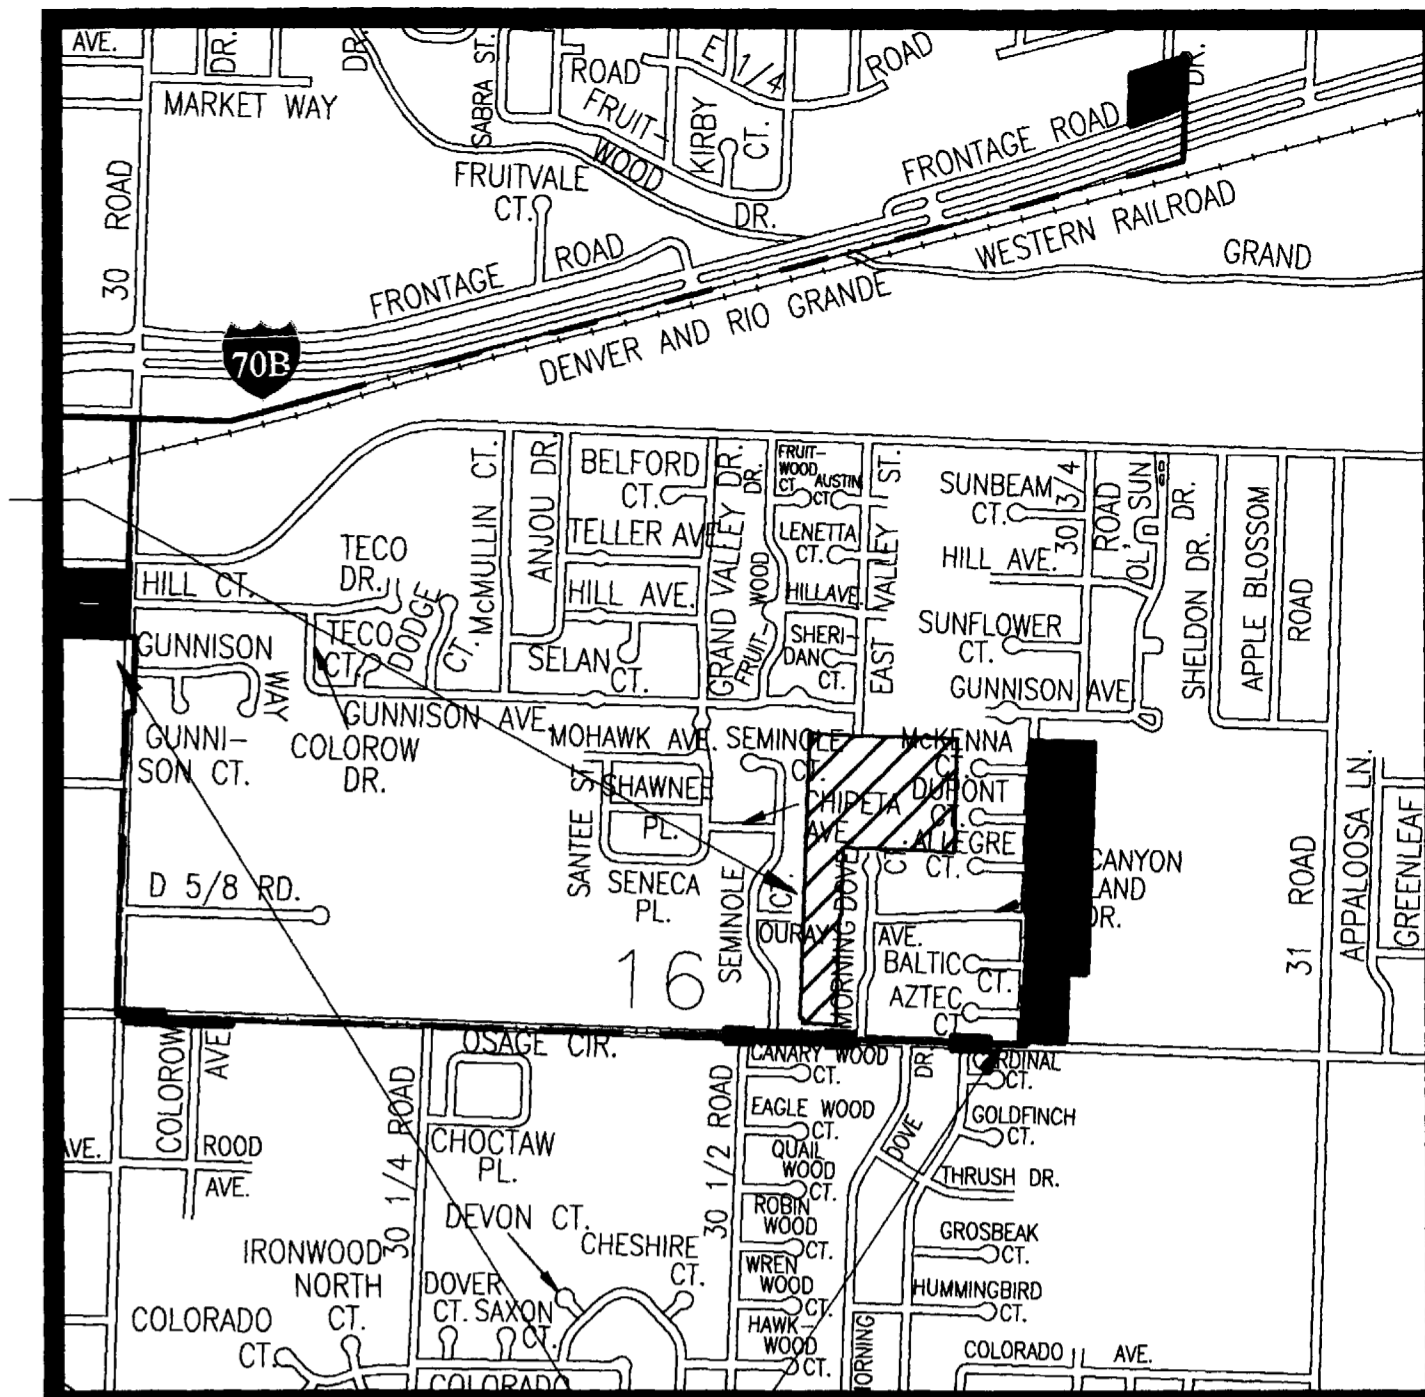 AVE.
DR.
DR.
SABRA ST.
ROAD
E 1/4
ROAD
DR.
MARKET WAY
FRUIT-
WOOD
DR.
KIRBY
CT.
FRONTAGE ROAD
30 ROAD
FRUITVALE
CT.
FRONTAGE ROAD
WESTERN RAILROAD
GRAND
70B
DENVER AND RIO GRANDE
McMULLIN CT.
ANJOU DR.
BELFORD
CT.
GRAND VALLEY DR.
FRUIT-
WOOD
CT.
AUSTIN
CT.
EAST VALLEY ST.
SUNBEAM
CT.
30 3/4
ROAD
OL' SUN
DR.
SHELDON DR.
APPLE BLOSSOM
ROAD
TELLER AVE
LENETTA
CT.
TECO
DR.
HILL AVE.
HILL CT.
DODGE
CT.
HILL AVE.
FRUIT-WOOD DR.
HILL AVE.
SUNFLOWER
CT.
GUNNISON
WAY
TECO
CT.
SELAN
CT.
SHERI-
DAN
CT.
GUNNISON AVE
GUNNISON AVE.
GUNNI-
SON CT.
COLOROW
DR.
MOHAWK AVE.
SEMINOLE
CT.
McKENNA
CT.
SANTEE ST
SHAWNEE
PL.
CHIPETA
AVE
DUPONT
CT.
ALLEGRE
CT.
CT.
APPALOOSA LN.
GREENLEAF
31 ROAD
D 5/8 RD.
SENECA
PL.
SEMINOLE
CT.
MORNING DOVE
CANYON
LAND
DR.
OURAY
AVE.
16
BALTIC
CT.
AZTEC
CT
COLOROW
AVE
OSAGE CIR.
CANARY WOOD
CT.
DR.
CARDINAL
CT.
30 1/4 ROAD
30 1/2 ROAD
EAGLE WOOD
CT.
GOLDFINCH
CT.
AVE.
ROOD
AVE.
CHOCTAW
PL.
QUAIL
WOOD
CT.
DOVE
THRUSH DR.
DEVON CT.
CHESHIRE
CT.
ROBIN
WOOD
CT.
GROSBEAK
CT.
IRONWOOD
NORTH
CT.
DOVER
CT.
SAXON
CT.
WREN
WOOD
CT.
HUMMINGBIRD
CT.
COLORADO
CT.
HAWK-
WOOD
CT.
MORNING
COLORADO AVE.
COLORADO